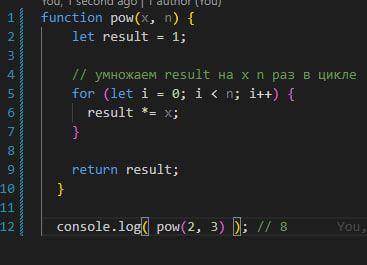 You, 1 second ago | 1 author (You)
1 function pow(x, n) {
2 let result = 1;
3
4 // умножаем result на x n раз в цикле
5 for (let i = 0; i < n; i++) {
6 result *= x;
7 }
8
9 return result;
10 }
11
12 console.log( pow(2, 3) ); // 8 You,